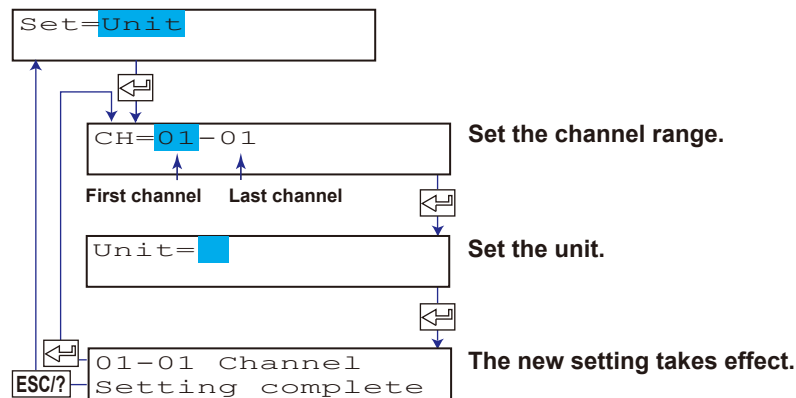 Set=Unit
CH=01-01
Set the channel range.
First channel
Last channel
Unit=
Set the unit.
01-01 Channel
Setting complete
The new setting takes effect.
ESC/?